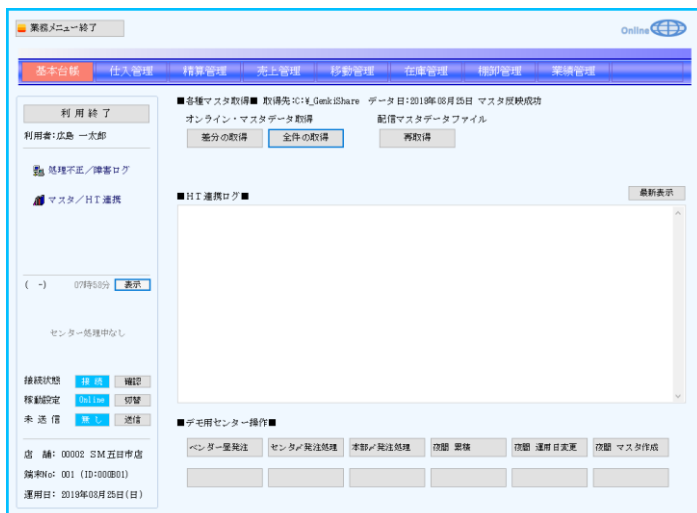 業務メニュー終了
Online
基本台帳 仕入管理 精算管理 売上管理 移動管理 在庫管理 棚卸管理 業績管理
利用終了
利用者:広島 一太郎
処理不正/障害ログ
マスタ/HT連携
( -) 07時50分 表示
センター処理中なし
接続状態 接 続 確認
稼動設定 Online 切替
未 送 信 無 し 送信
店 舗: 00002 SM五日市店
端末No: 001 (ID:000B01)
運用日: 2019年08月25日(日)
■各種マスタ取得■ 取得先:C:¥_GenkiShare データ日:2019年08月25日 マスタ反映成功
オンライン・マスタデータ取得 配信マスタデータファイル
差分の取得 全件の取得 再取得
■HT連携ログ■ 最新表示
■デモ用センター操作■
ベンダー量発注 センタ〆発注処理 本部〆発注処理 夜間 累積 夜間 運用日変更 夜間 マスタ作成